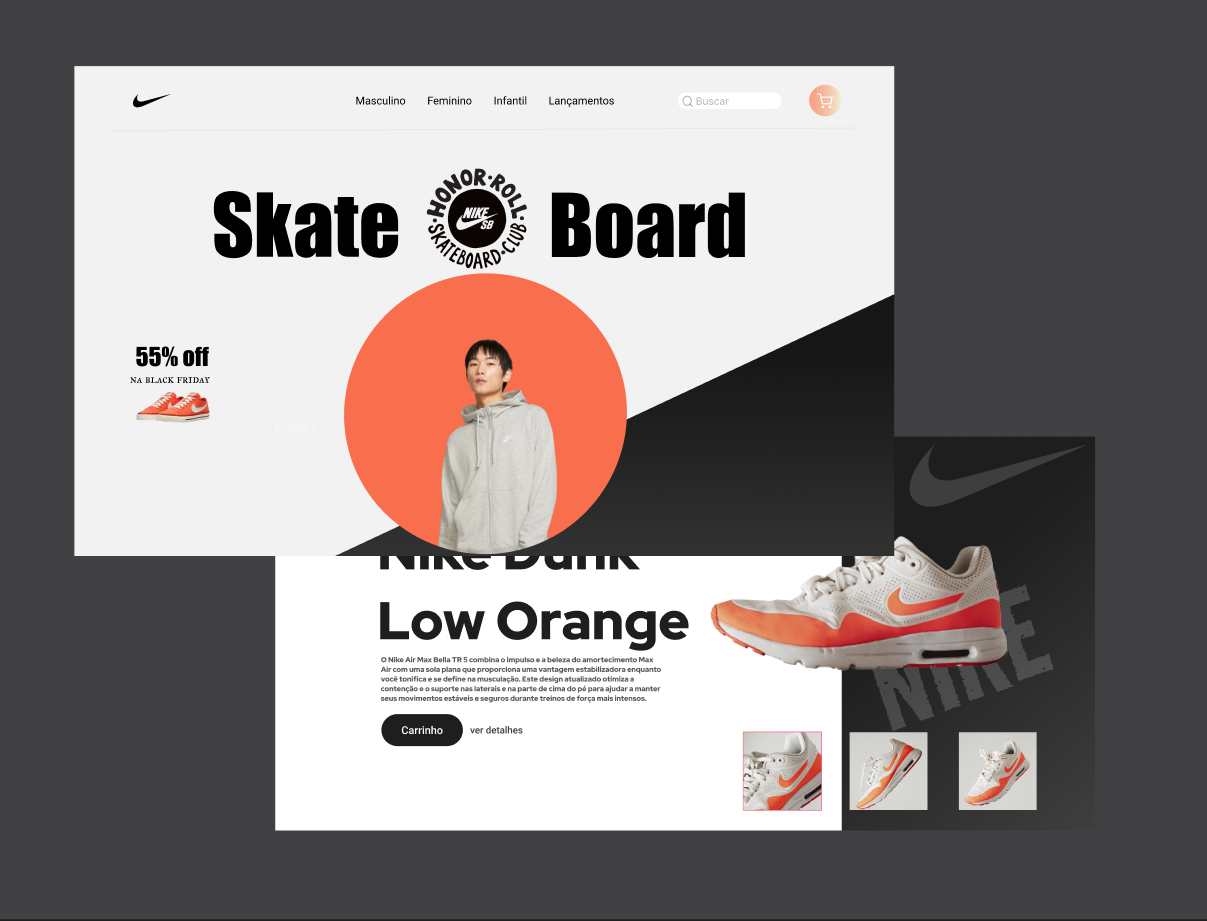 Masculino Feminino Infantil Lançamentos Buscar
Skate Board
HONOR·ROLL
·SKATEBOARD·CLUB·
NIKE
SB
55% off
NA BLACK FRIDAY
Nike Dunk
Low Orange
O Nike Air Max Bella TR 5 combina o impulso e a beleza do amortecimento Max
Air com uma sola plana que proporciona uma vantagem estabilizadora enquanto
você tonifica e se define na musculação. Este design atualizado otimiza a
contenção e o suporte nas laterais e na parte de cima do pé para ajudar a manter
seus movimentos estáveis e seguros durante treinos de força mais intensos.
Carrinho ver detalhes
NIKE